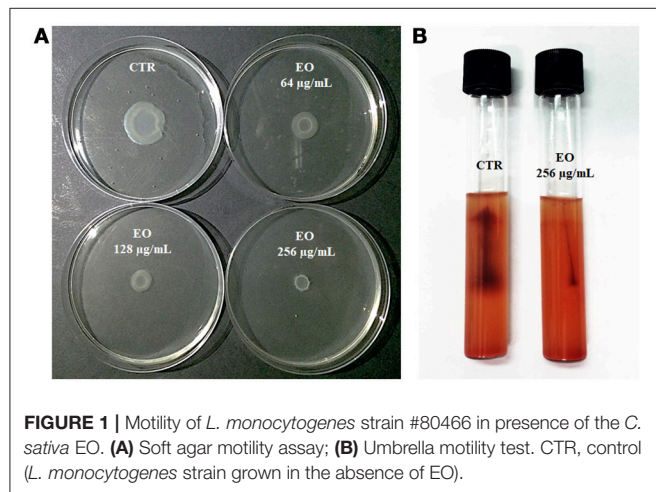 A
CTR
EO
64 µg/mL
EO
128 µg/mL
EO
256 µg/mL
B
CTR
EO
256 µg/mL
FIGURE 1 | Motility of L. monocytogenes strain #80466 in presence of the C.
sativa EO. (A) Soft agar motility assay; (B) Umbrella motility test. CTR, control
(L. monocytogenes strain grown in the absence of EO).